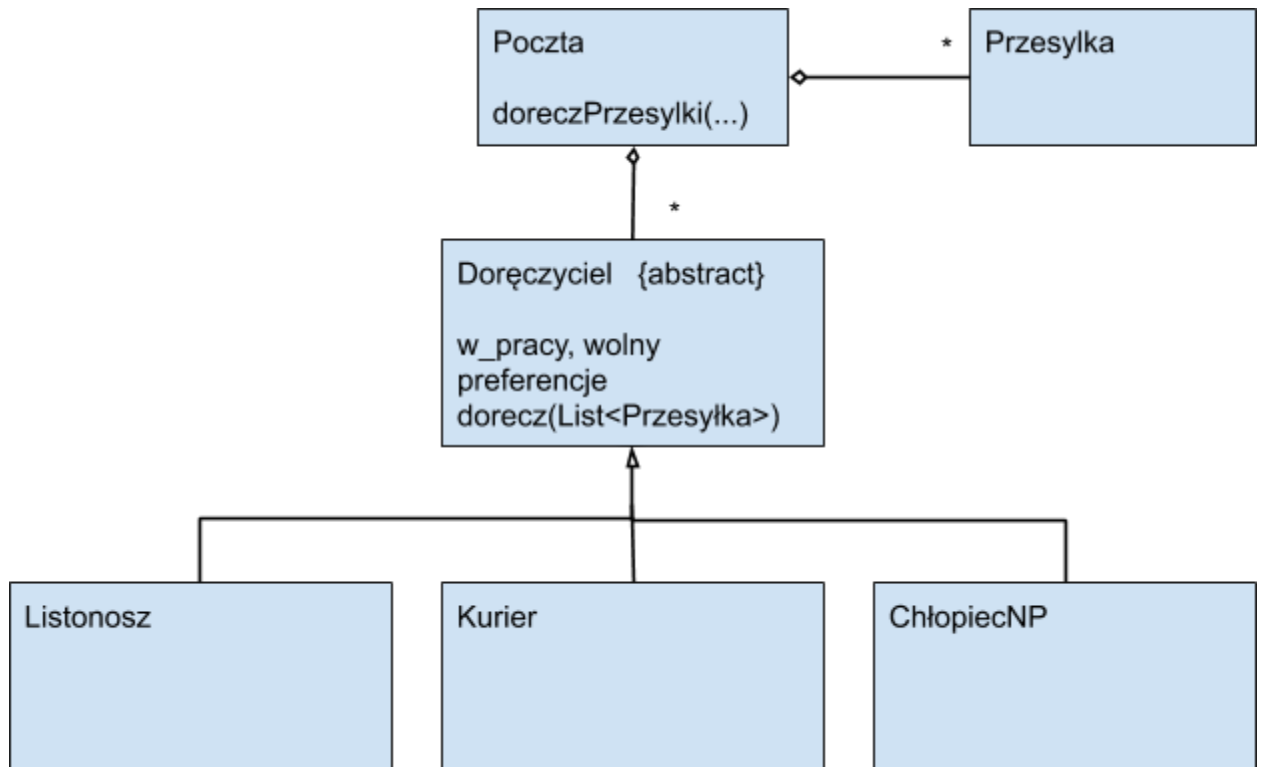 Poczta
doreczPrzesylki(...)
*
Przesylka
*
Doręczyciel {abstract}
w_pracy, wolny
preferencje
dorecz(List<Przesyłka>)
Listonosz
Kurier
ChłopiecNP